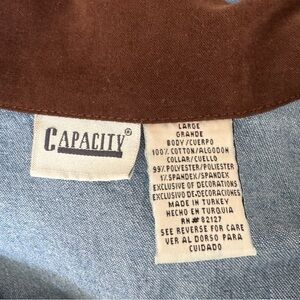 CAPACITY®
LARGE
GRANDE
BODY/CUERPO
100% COTTON/ALGODON
COLLAR/CUELLO
99% POLYESTER/POLIESTER
1% SPANDEX/SPANDEX
EXCLUSIVE OF DECORATIONS
EXCLUSIVO DE-DECORACIONES
MADE IN TURKEY
HECHO EN TURQUIA
RN# 82127
SEE REVERSE FOR CARE
VER AL DORSO PARA
CUIDADO